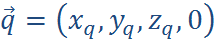 q⃗ = (x_q, y_q, z_q, 0)